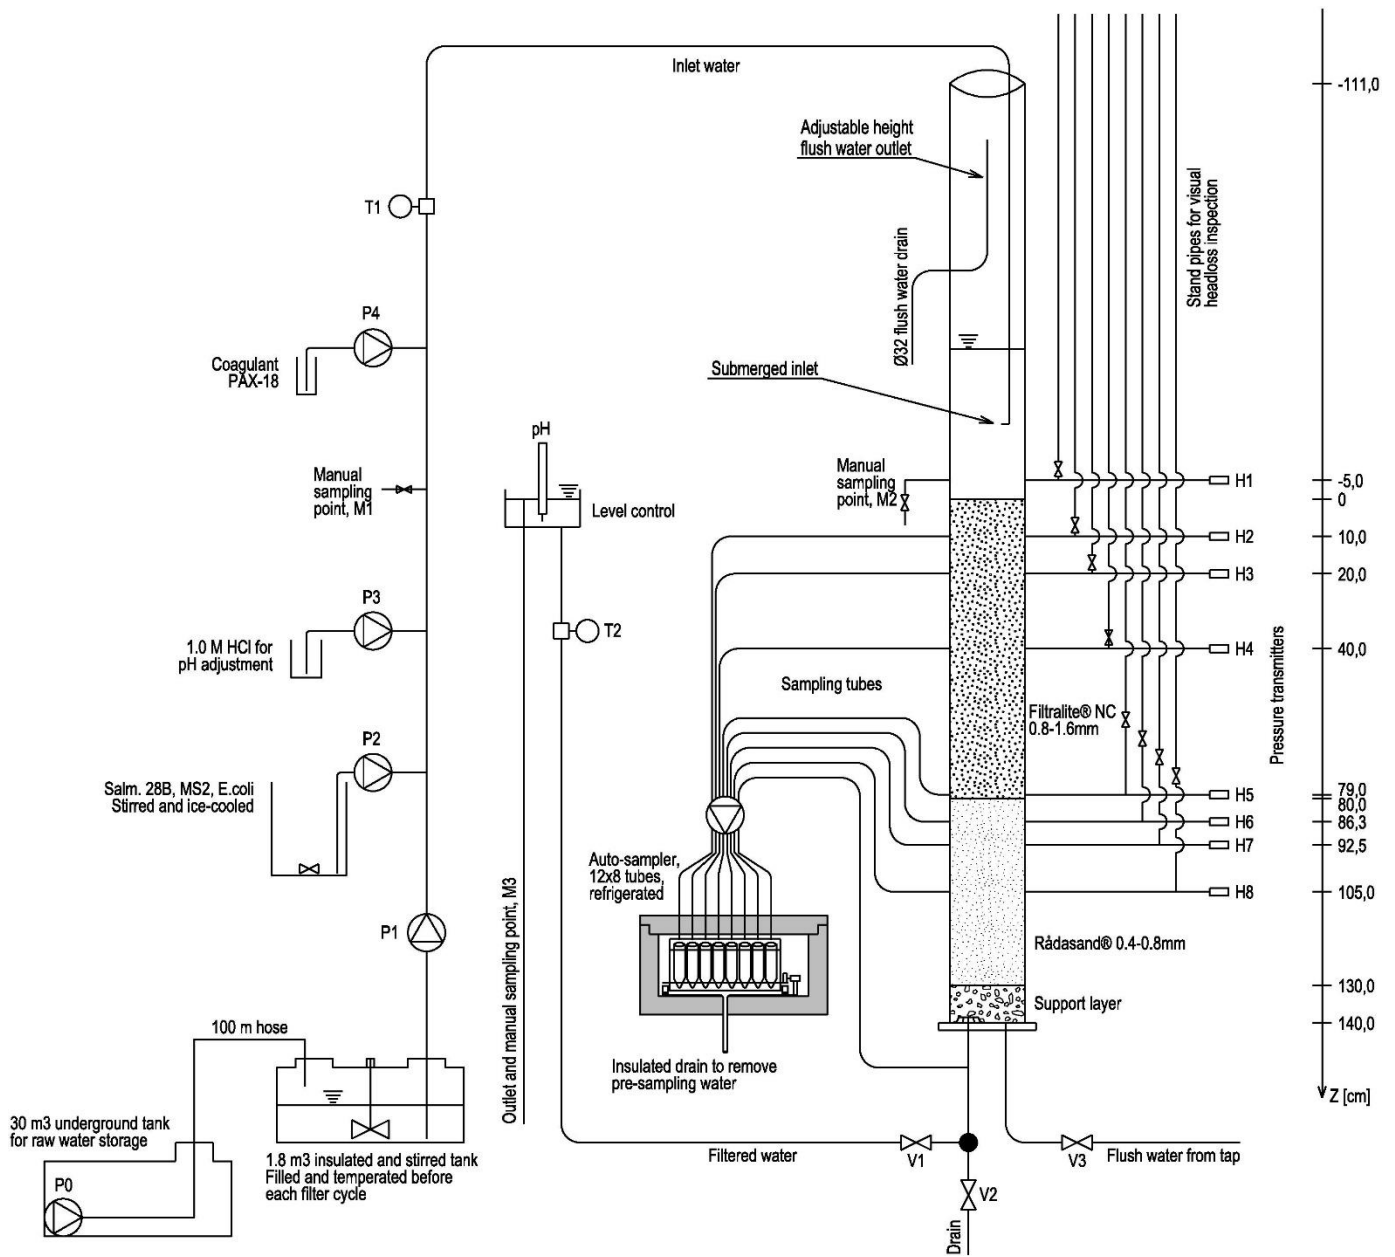 Inlet water
-111,0
Adjustable height
flush water outlet
Stand pipes for visual
headloss inspection
T1
Ø32 flush water drain
P4
Coagulant
PAX-18
Submerged inlet
pH
Manual
sampling
point, M1
Level control
Manual
sampling
point, M2
H1
-5,0
0
H2
10,0
H3
20,0
P3
1.0 M HCl for
pH adjustment
T2
H4
40,0
Pressure transmitters
Sampling tubes
Filtralite® NC
0.8-1.6mm
P2
Salm. 28B, MS2, E.coli
Stirred and ice-cooled
H5
79,0
80,0
H6
86,3
H7
92,5
H8
105,0
Auto-sampler,
12x8 tubes,
refrigerated
P1
Outlet and manual sampling point, M3
Rådasand® 0.4-0.8mm
130,0
Support layer
140,0
100 m hose
Insulated drain to remove
pre-sampling water
Z [cm]
30 m3 underground tank
for raw water storage
P0
1.8 m3 insulated and stirred tank
Filled and temperated before
each filter cycle
Filtered water
V1
V3
Flush water from tap
V2
Drain